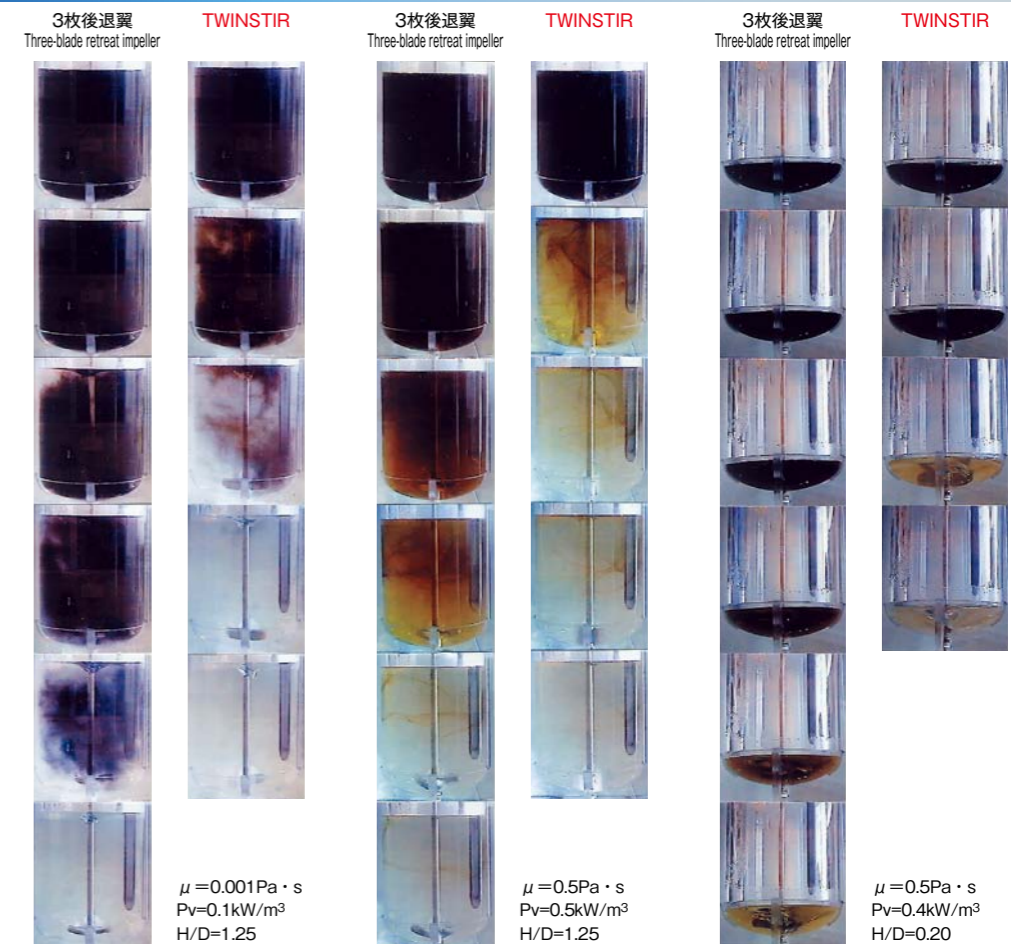 3枚後退翼
Three-blade retreat impeller
TWINSTIR
3枚後退翼
Three-blade retreat impeller
TWINSTIR
3枚後退翼
Three-blade retreat impeller
TWINSTIR
μ=0.001Pa・s
Pv=0.1kW/m³
H/D=1.25
μ=0.5Pa・s
Pv=0.5kW/m³
H/D=1.25
μ=0.5Pa・s
Pv=0.4kW/m³
H/D=0.20